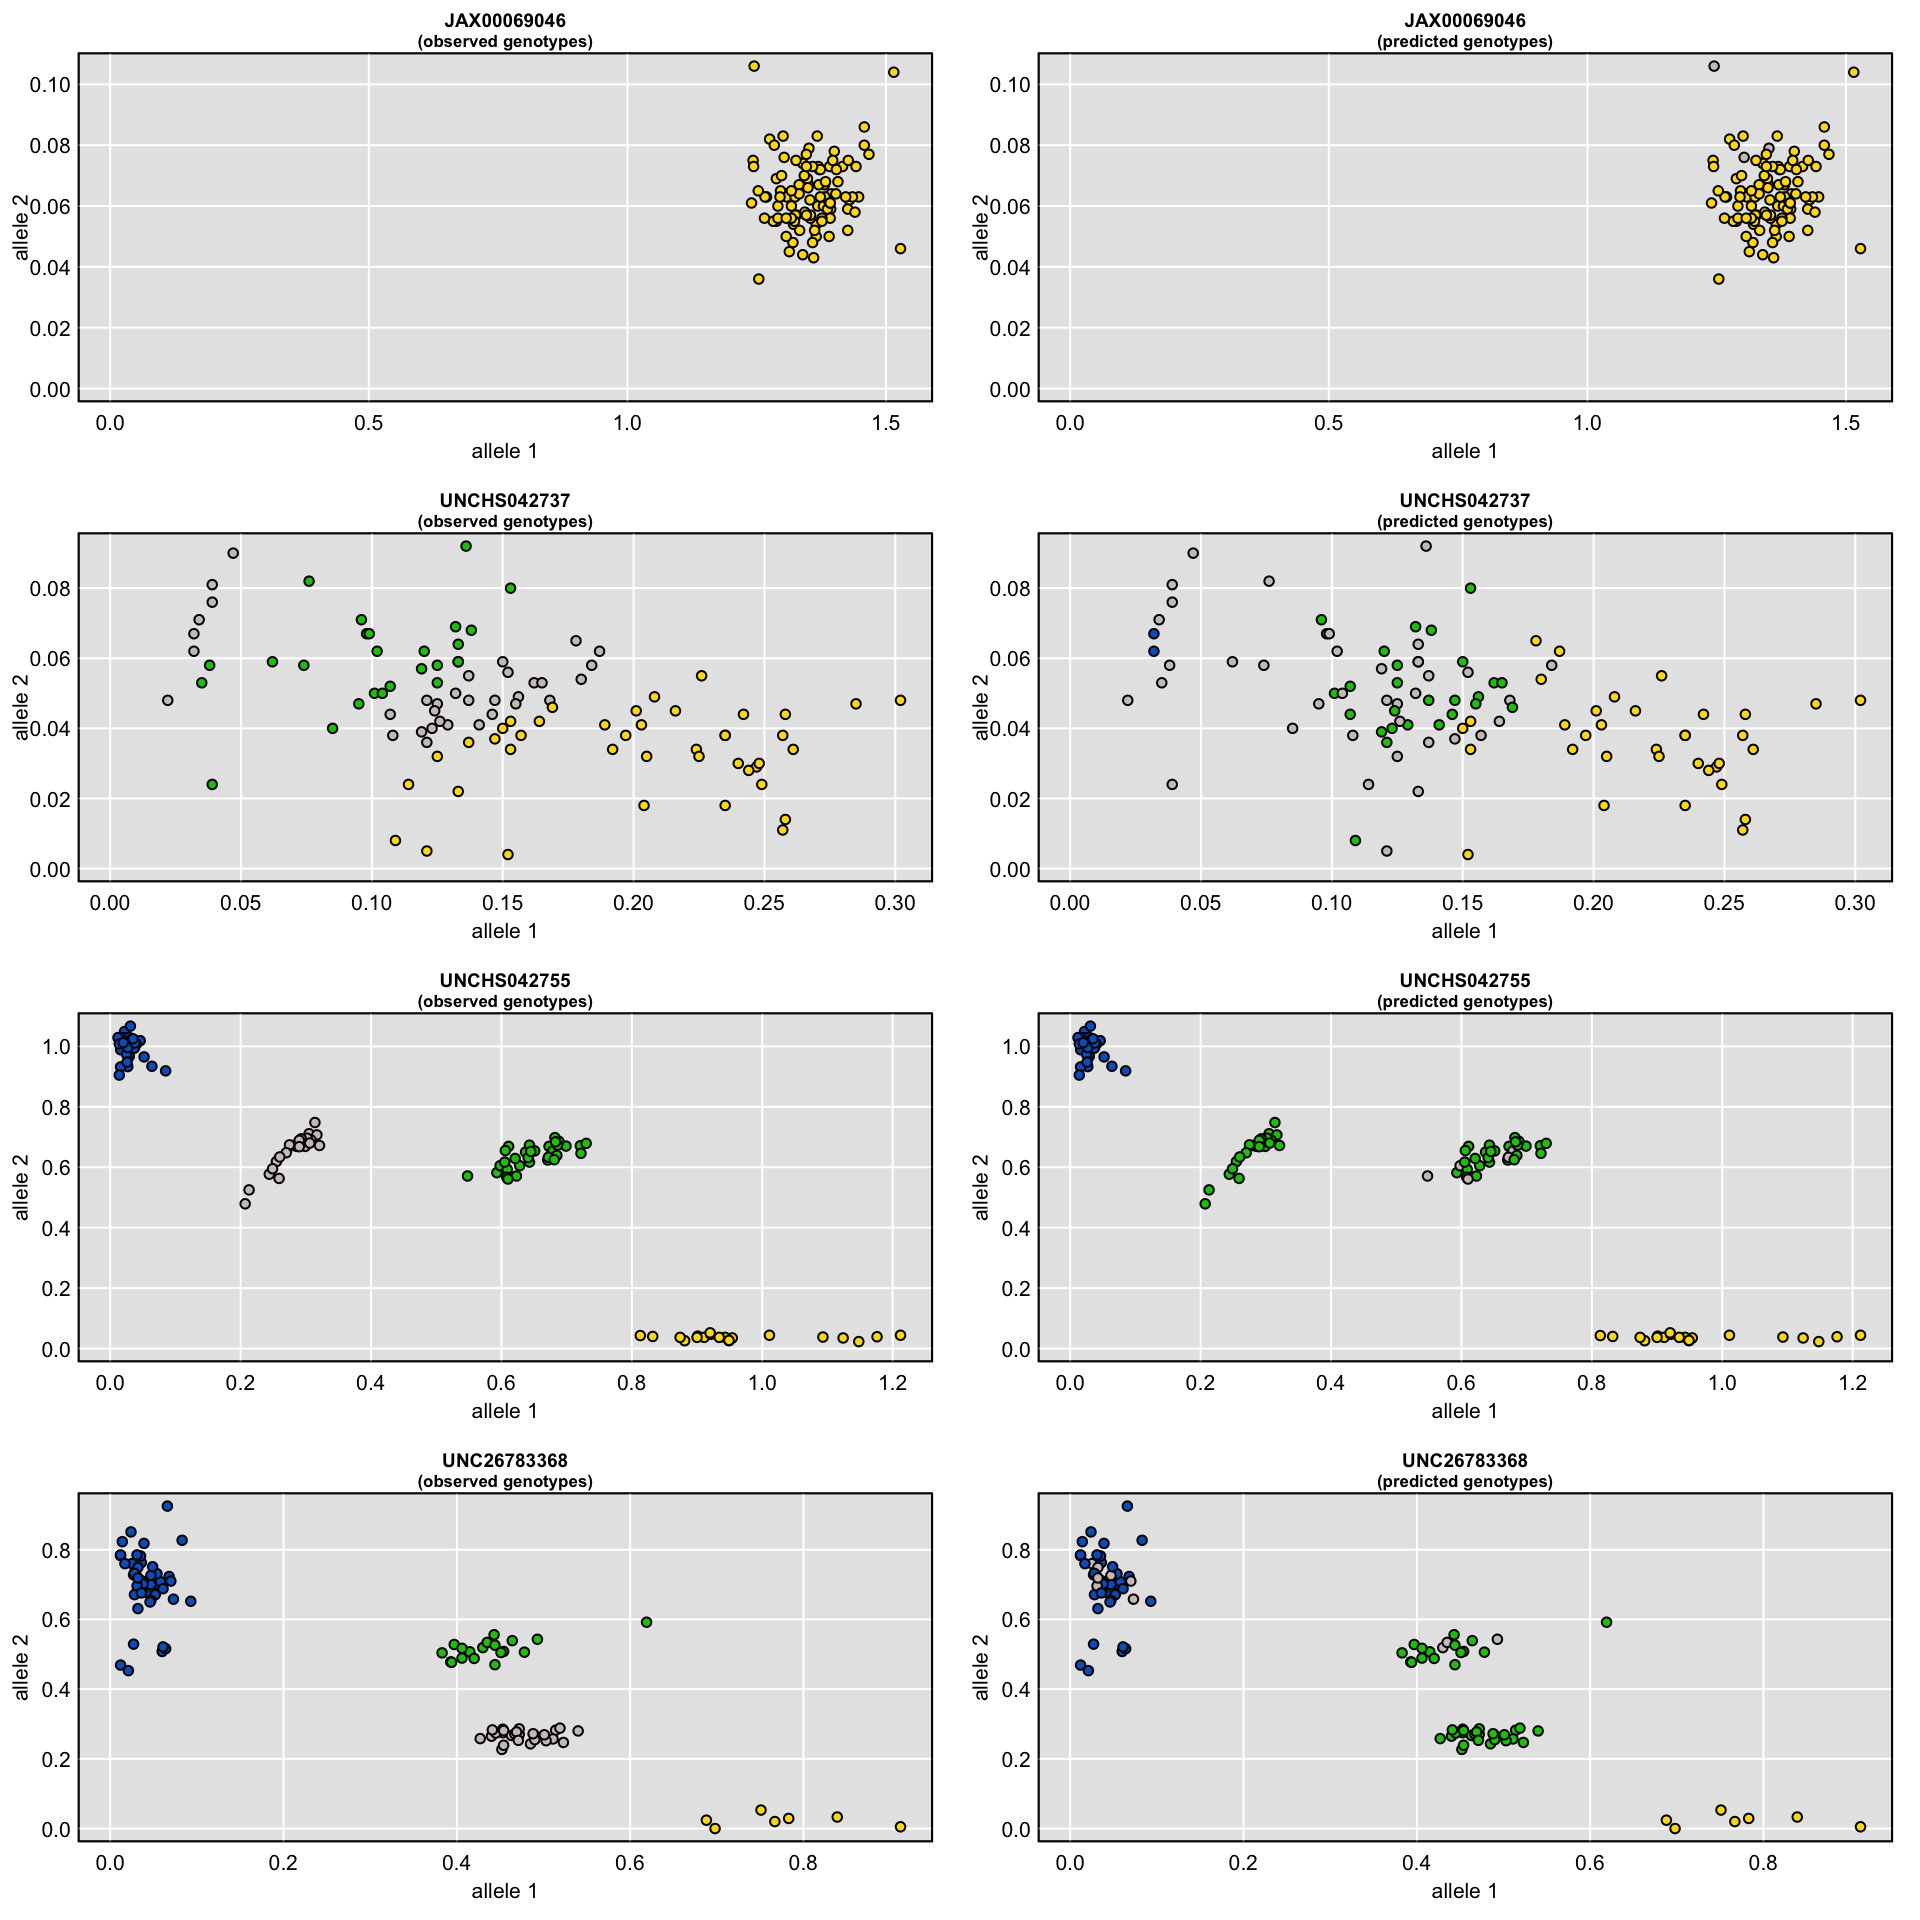 JAX00069046
(observed genotypes)
0.10
0.08
0.06
0.04
0.02
0.00
allele 2
0.0 0.5 1.0 1.5
allele 1
JAX00069046
(predicted genotypes)
0.10
0.08
0.06
0.04
0.02
0.00
allele 2
0.0 0.5 1.0 1.5
allele 1
UNCHS042737
(observed genotypes)
0.08
0.06
0.04
0.02
0.00
allele 2
0.00 0.05 0.10 0.15 0.20 0.25 0.30
allele 1
UNCHS042737
(predicted genotypes)
0.08
0.06
0.04
0.02
0.00
allele 2
0.00 0.05 0.10 0.15 0.20 0.25 0.30
allele 1
UNCHS042755
(observed genotypes)
1.0
0.8
0.6
0.4
0.2
0.0
allele 2
0.0 0.2 0.4 0.6 0.8 1.0 1.2
allele 1
UNCHS042755
(predicted genotypes)
1.0
0.8
0.6
0.4
0.2
0.0
allele 2
0.0 0.2 0.4 0.6 0.8 1.0 1.2
allele 1
UNC26783368
(observed genotypes)
0.8
0.6
0.4
0.2
0.0
allele 2
0.0 0.2 0.4 0.6 0.8
allele 1
UNC26783368
(predicted genotypes)
0.8
0.6
0.4
0.2
0.0
allele 2
0.0 0.2 0.4 0.6 0.8
allele 1